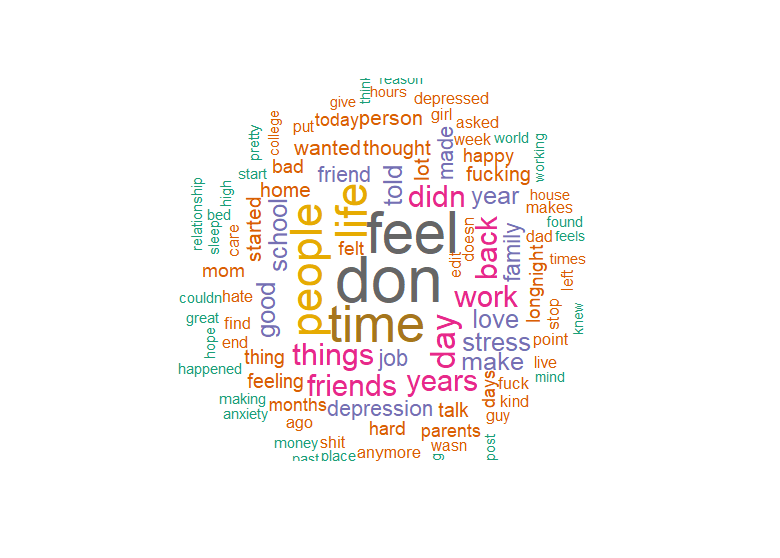 reason
think
hours
give
depressed
today
person
girl
asked
put
college
pretty
wanted
thought
lot
made
week
world
working
happy
start
bad
friend
told
fucking
relationship
high
home
life
didn
year
house
makes
bed
sleep
care
started
school
people
feel
back
doesn
family
found
dad
feels
felt
edit
night
times
mom
don
long
left
couldn
hate
good
work
stop
knew
great
find
time
day
love
hope
end
stress
point
thing
things
job
make
live
happened
mind
feeling
friends
years
days
fuck
making
months
depression
talk
kind
anxiety
ago
hard
parents
guy
money
shit
wasn
post
past
place
anymore
g